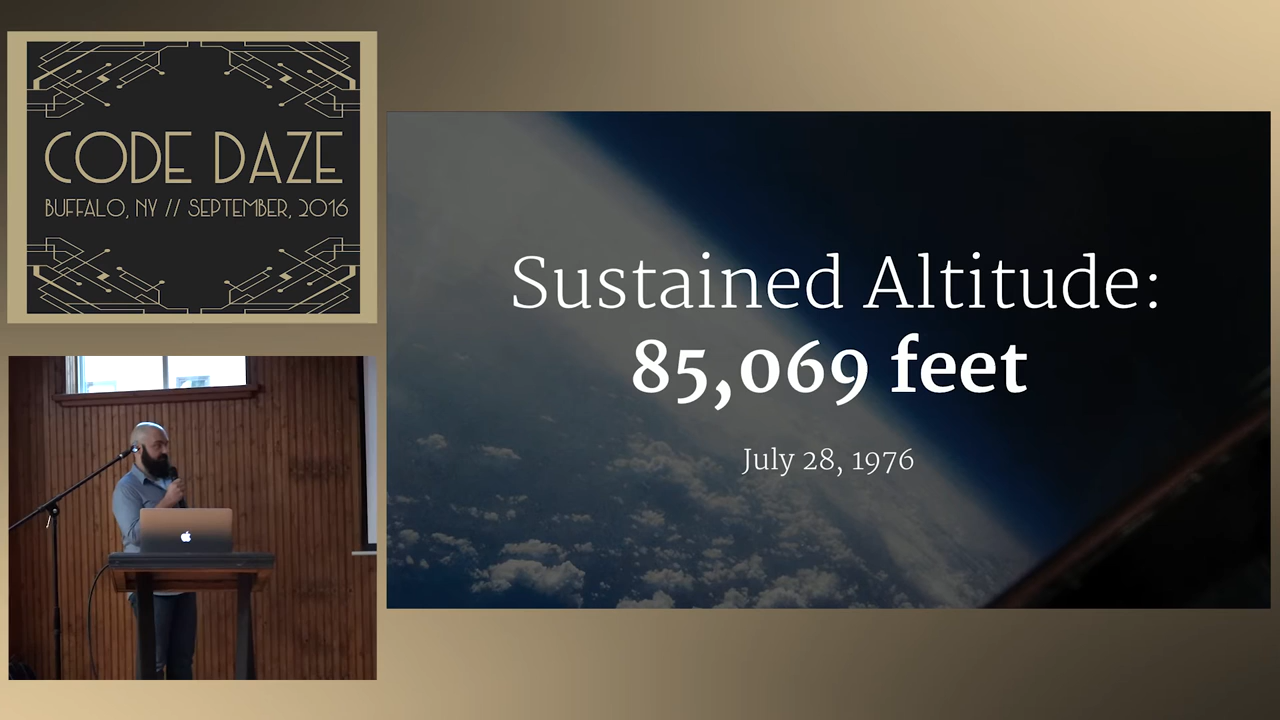 CODE DAZE
BUFFALO, NY // SEPTEMBER, 2016
Sustained Altitude:
85,069 feet
July 28, 1976